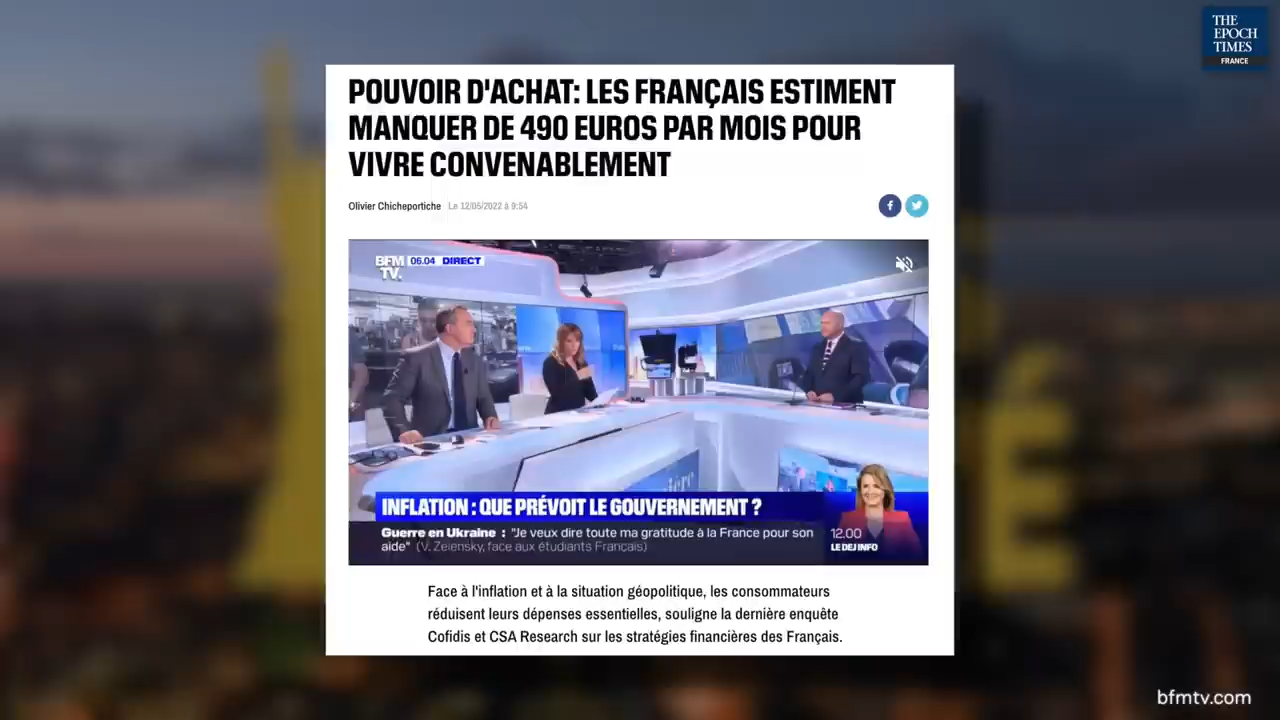 THE
EPOCH
TIMES
FRANCE
POUVOIR D'ACHAT: LES FRANÇAIS ESTIMENT
MANQUER DE 490 EUROS PAR MOIS POUR
VIVRE CONVENABLEMENT
Olivier Chicheportiche Le 12/05/2022 à 9:54
BFM
TV.
06.04 DIRECT
INFLATION : QUE PRÉVOIT LE GOUVERNEMENT ?
Guerre en Ukraine : "Je veux dire toute ma gratitude à la France pour son
aide" (V. Zelensky, face aux étudiants Français)
12.00
LE DEJ INFO
Face à l'inflation et à la situation géopolitique, les consommateurs
réduisent leurs dépenses essentielles, souligne la dernière enquête
Cofidis et CSA Research sur les stratégies financières des Français.
bfmtv.com